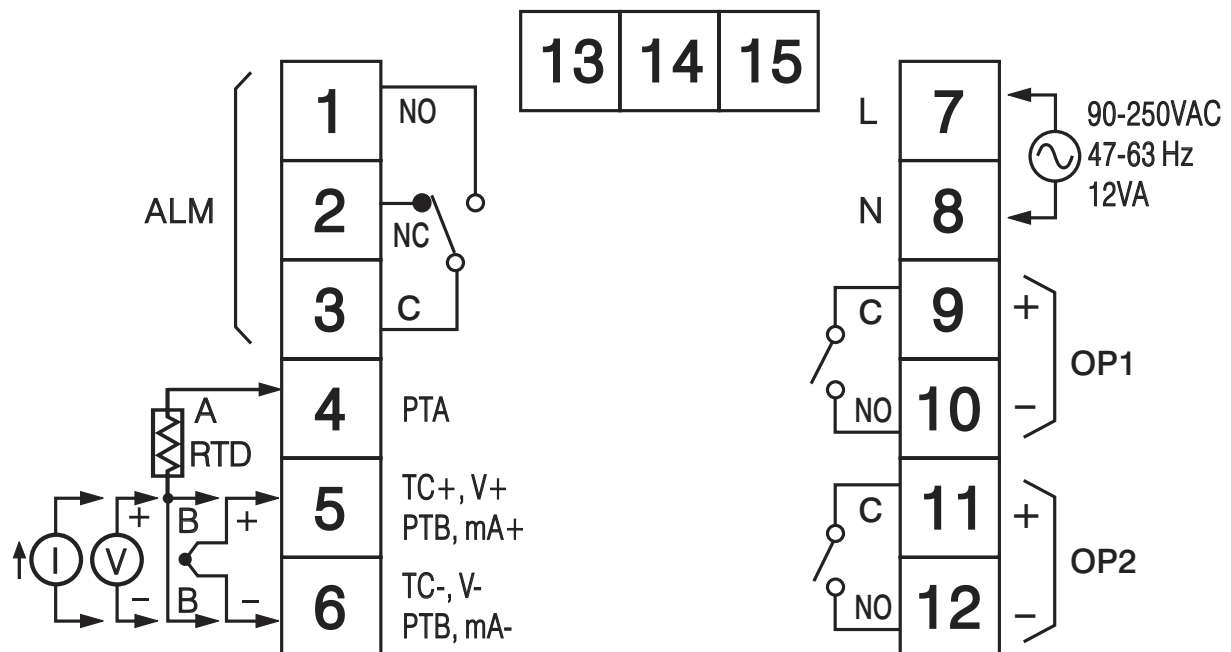 13 14 15
ALM
1 NO
2 NC
3 C
4 PTA
A
RTD
5 TC+, V+
PTB, mA+
6 TC-, V-
PTB, mA-
I
V
+
−
B
B
+
−
L 7
N 8
90-250VAC
47-63 Hz
12VA
C 9 +
NO 10 −
OP1
C 11 +
NO 12 −
OP2